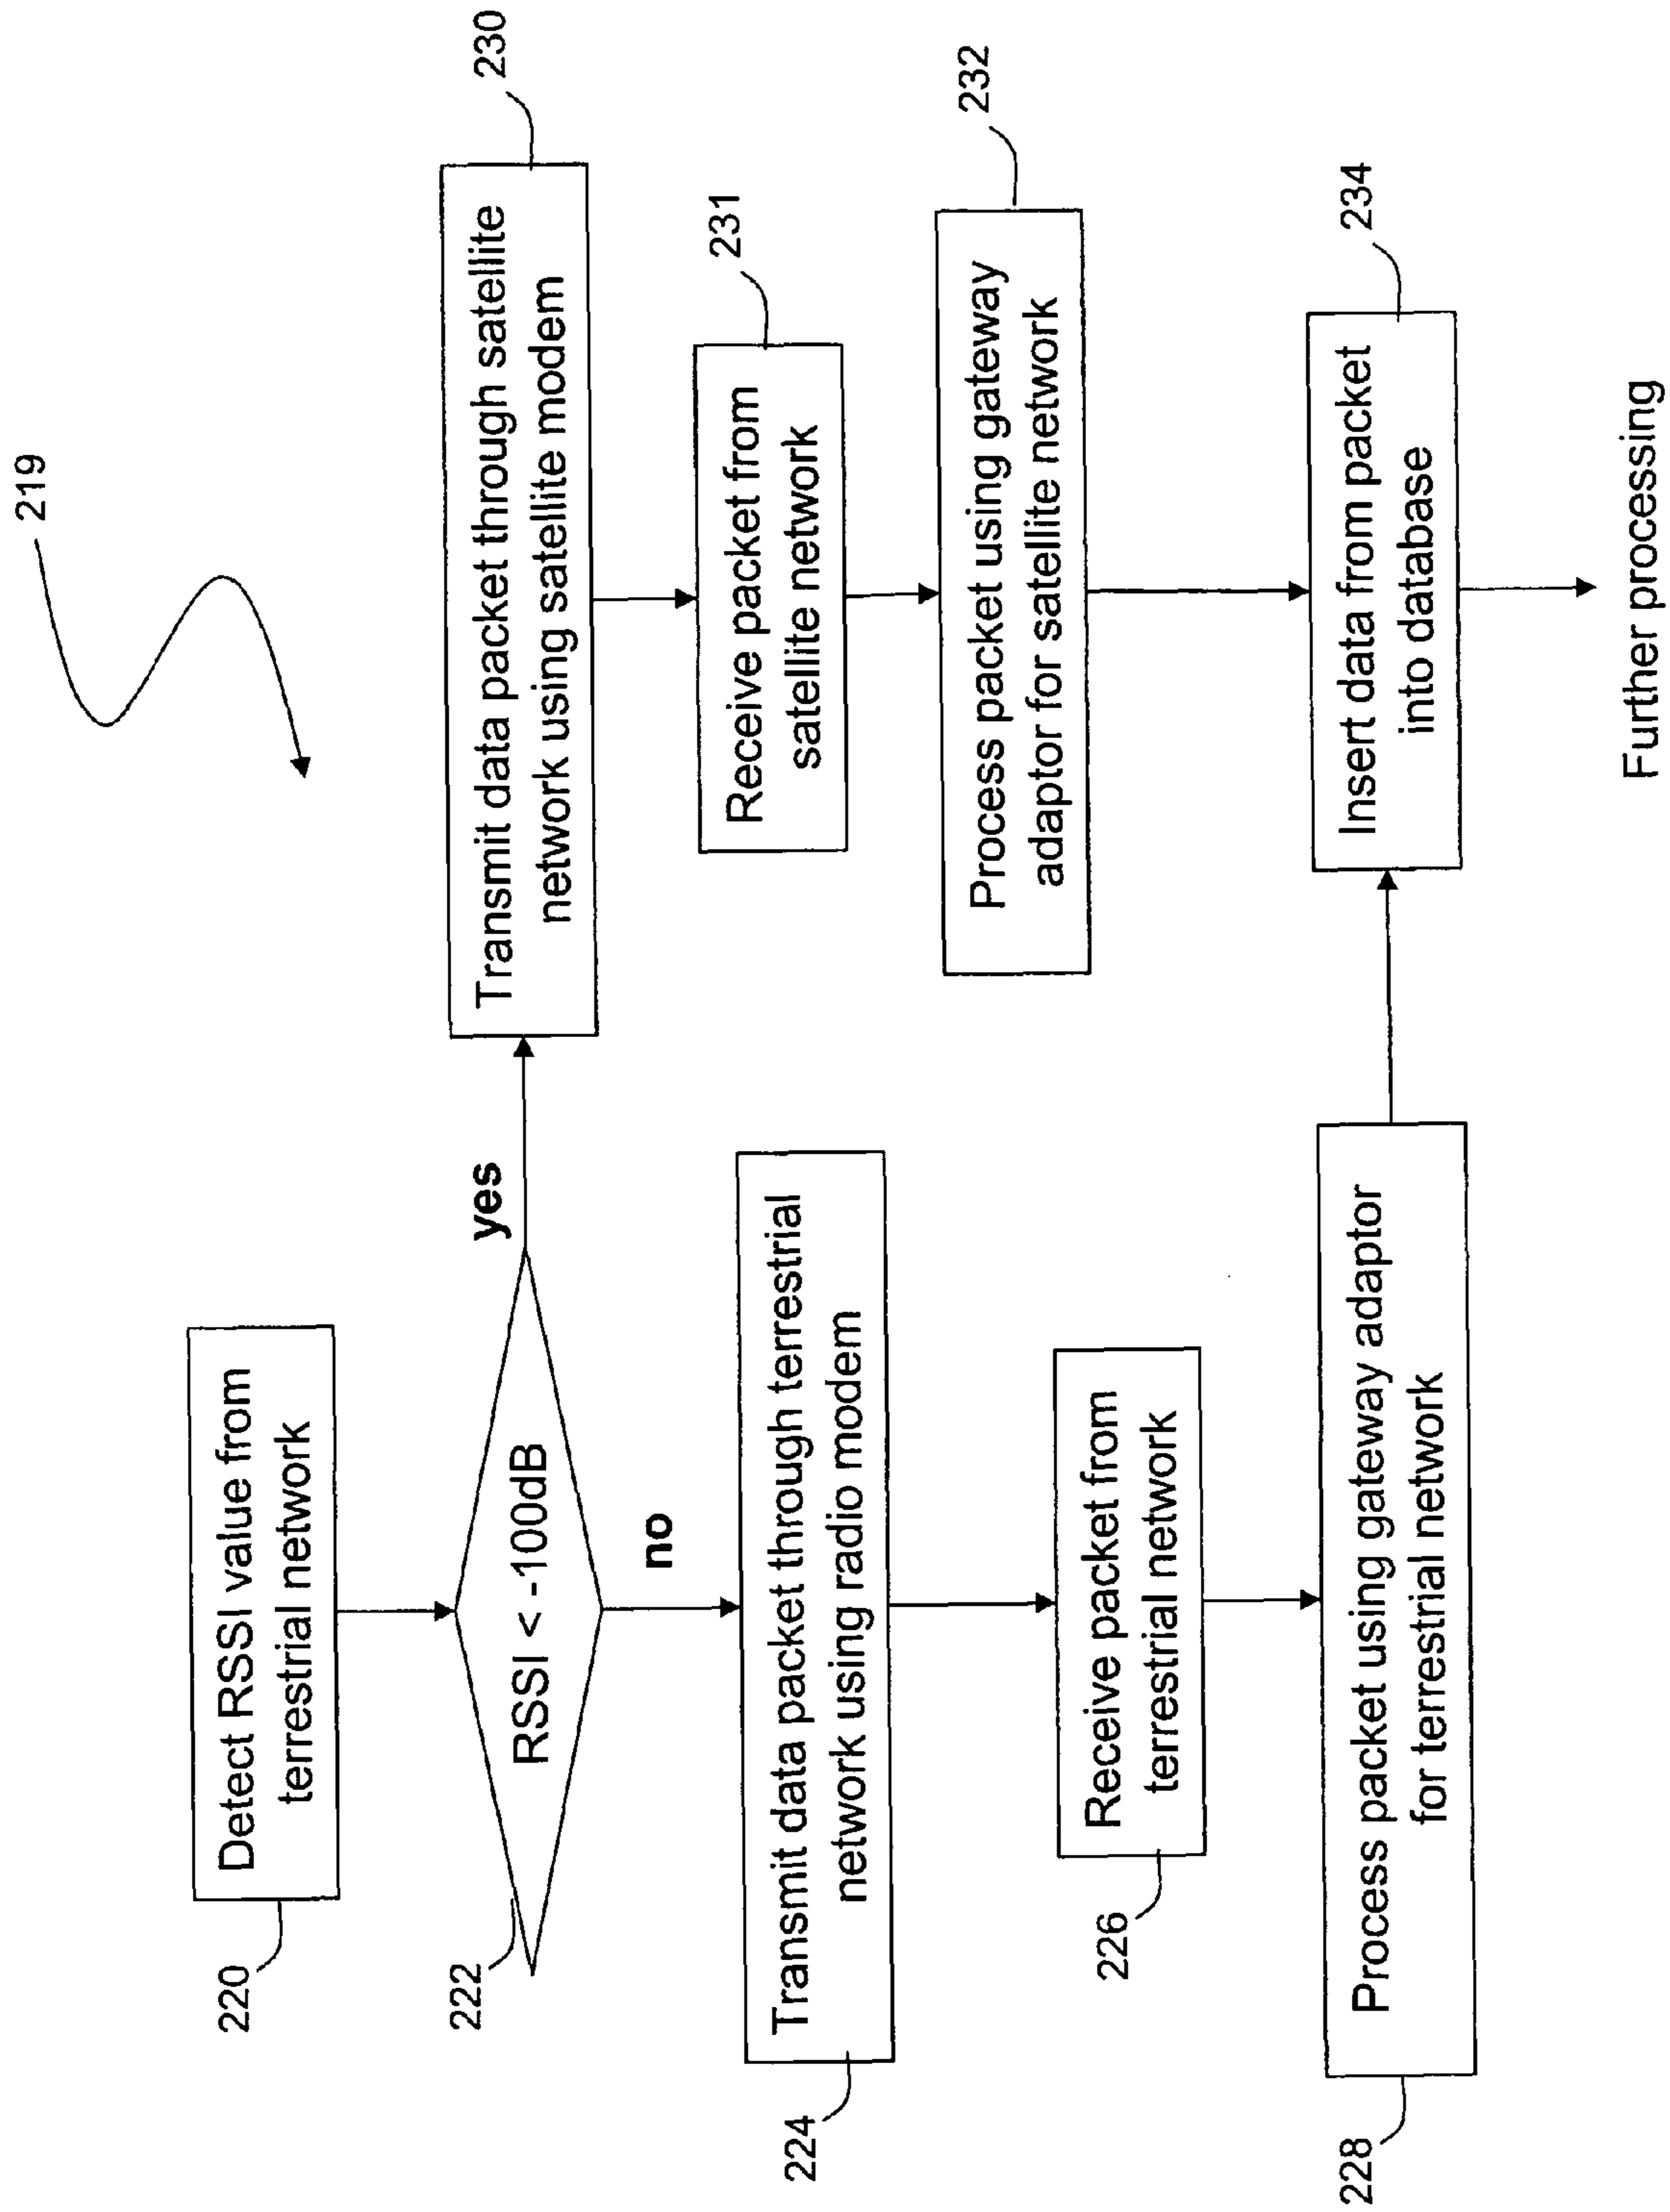 219
220
Detect RSSI value from
terrestrial network
222
RSSI < -100dB
yes
no
230
Transmit data packet through satellite
network using satellite modem
224
Transmit data packet through terrestrial
network using radio modem
231
Receive packet from
satellite network
226
Receive packet from
terrestrial network
232
Process packet using gateway
adaptor for satellite network
228
Process packet using gateway adaptor
for terrestrial network
234
Insert data from packet
into database
Further processing